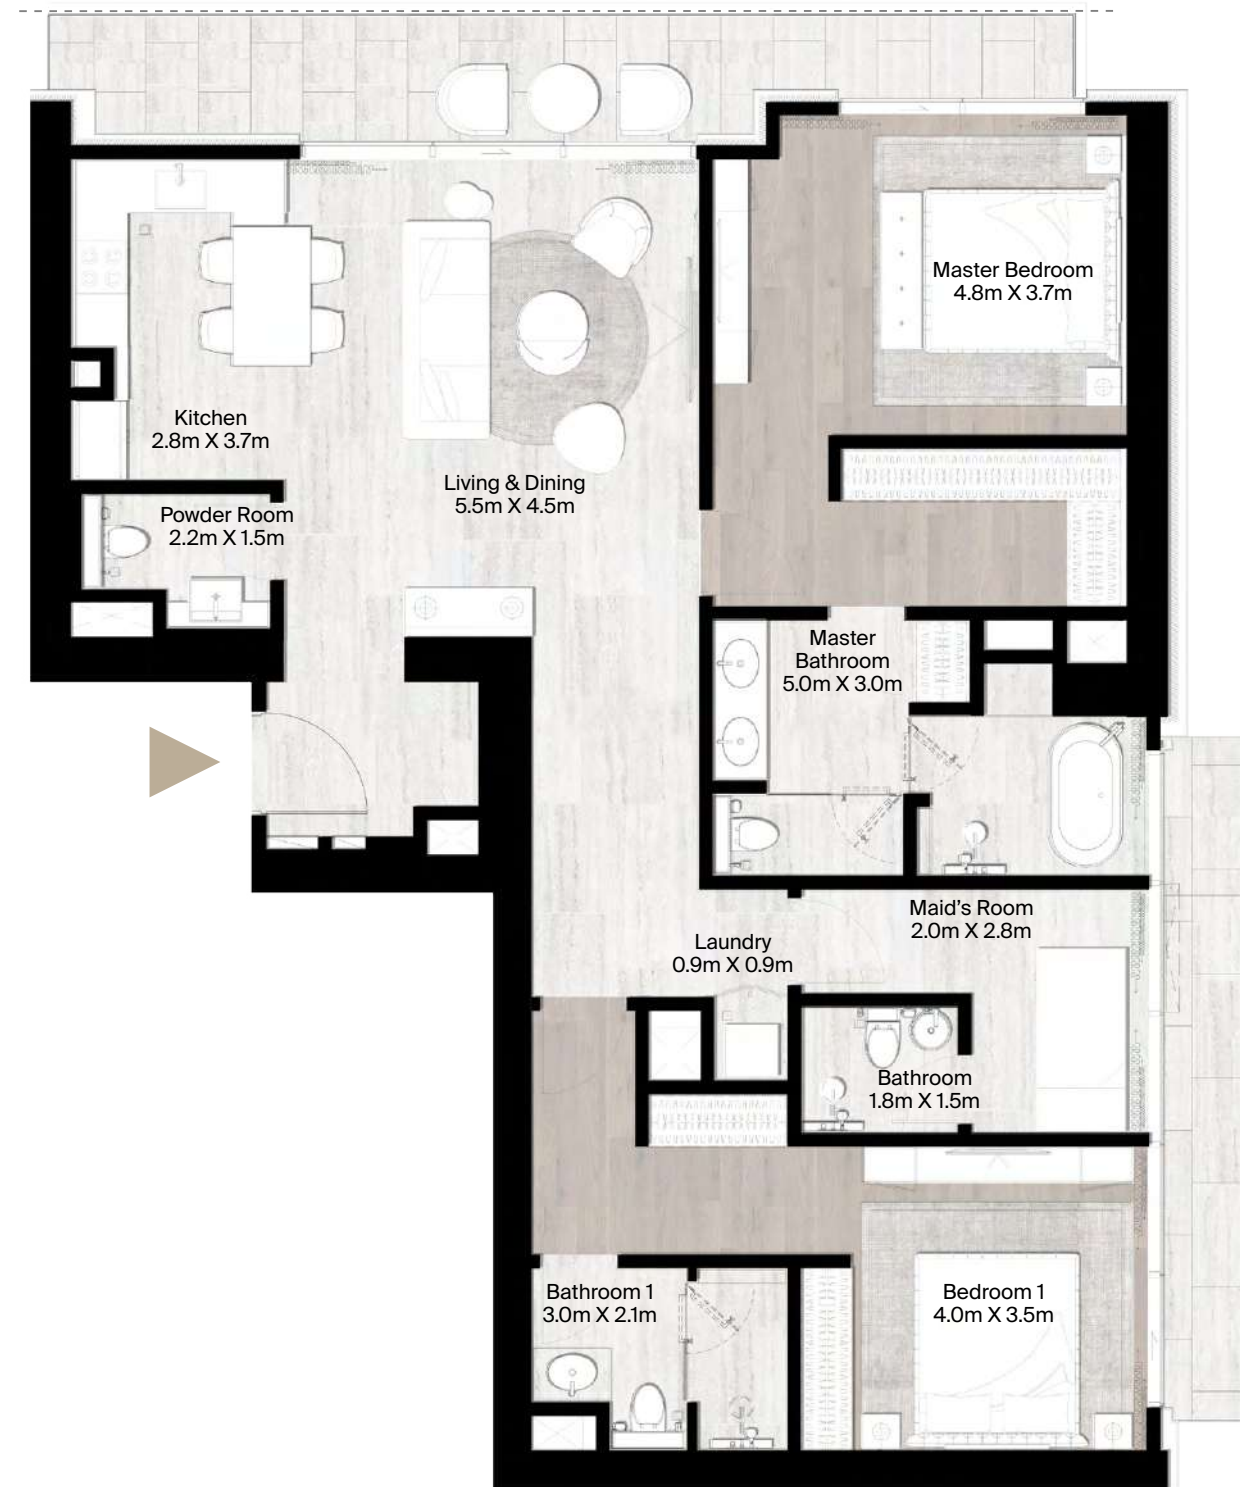 Master Bedroom
4.8m X 3.7m
Kitchen
2.8m X 3.7m
Living & Dining
5.5m X 4.5m
Powder Room
2.2m X 1.5m
Master
Bathroom
5.0m X 3.0m
Maid's Room
2.0m X 2.8m
Laundry
0.9m X 0.9m
Bathroom
1.8m X 1.5m
Bathroom 1
3.0m X 2.1m
Bedroom 1
4.0m X 3.5m